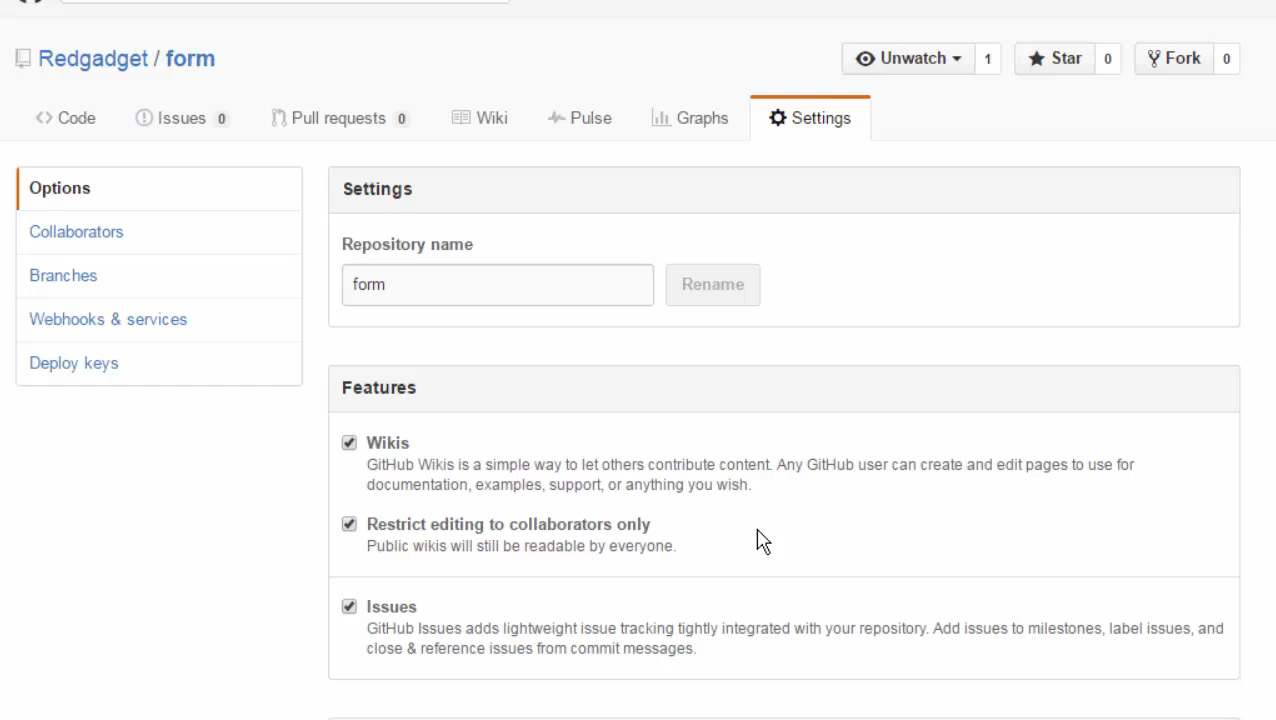 Redgadget / form
Unwatch 1
Star 0
Fork 0
Code
Issues 0
Pull requests 0
Wiki
Pulse
Graphs
Settings
Options
Collaborators
Branches
Webhooks & services
Deploy keys
Settings
Repository name
form
Rename
Features
Wikis
GitHub Wikis is a simple way to let others contribute content. Any GitHub user can create and edit pages to use for
documentation, examples, support, or anything you wish.
Restrict editing to collaborators only
Public wikis will still be readable by everyone.
Issues
GitHub Issues adds lightweight issue tracking tightly integrated with your repository. Add issues to milestones, label issues, and
close & reference issues from commit messages.